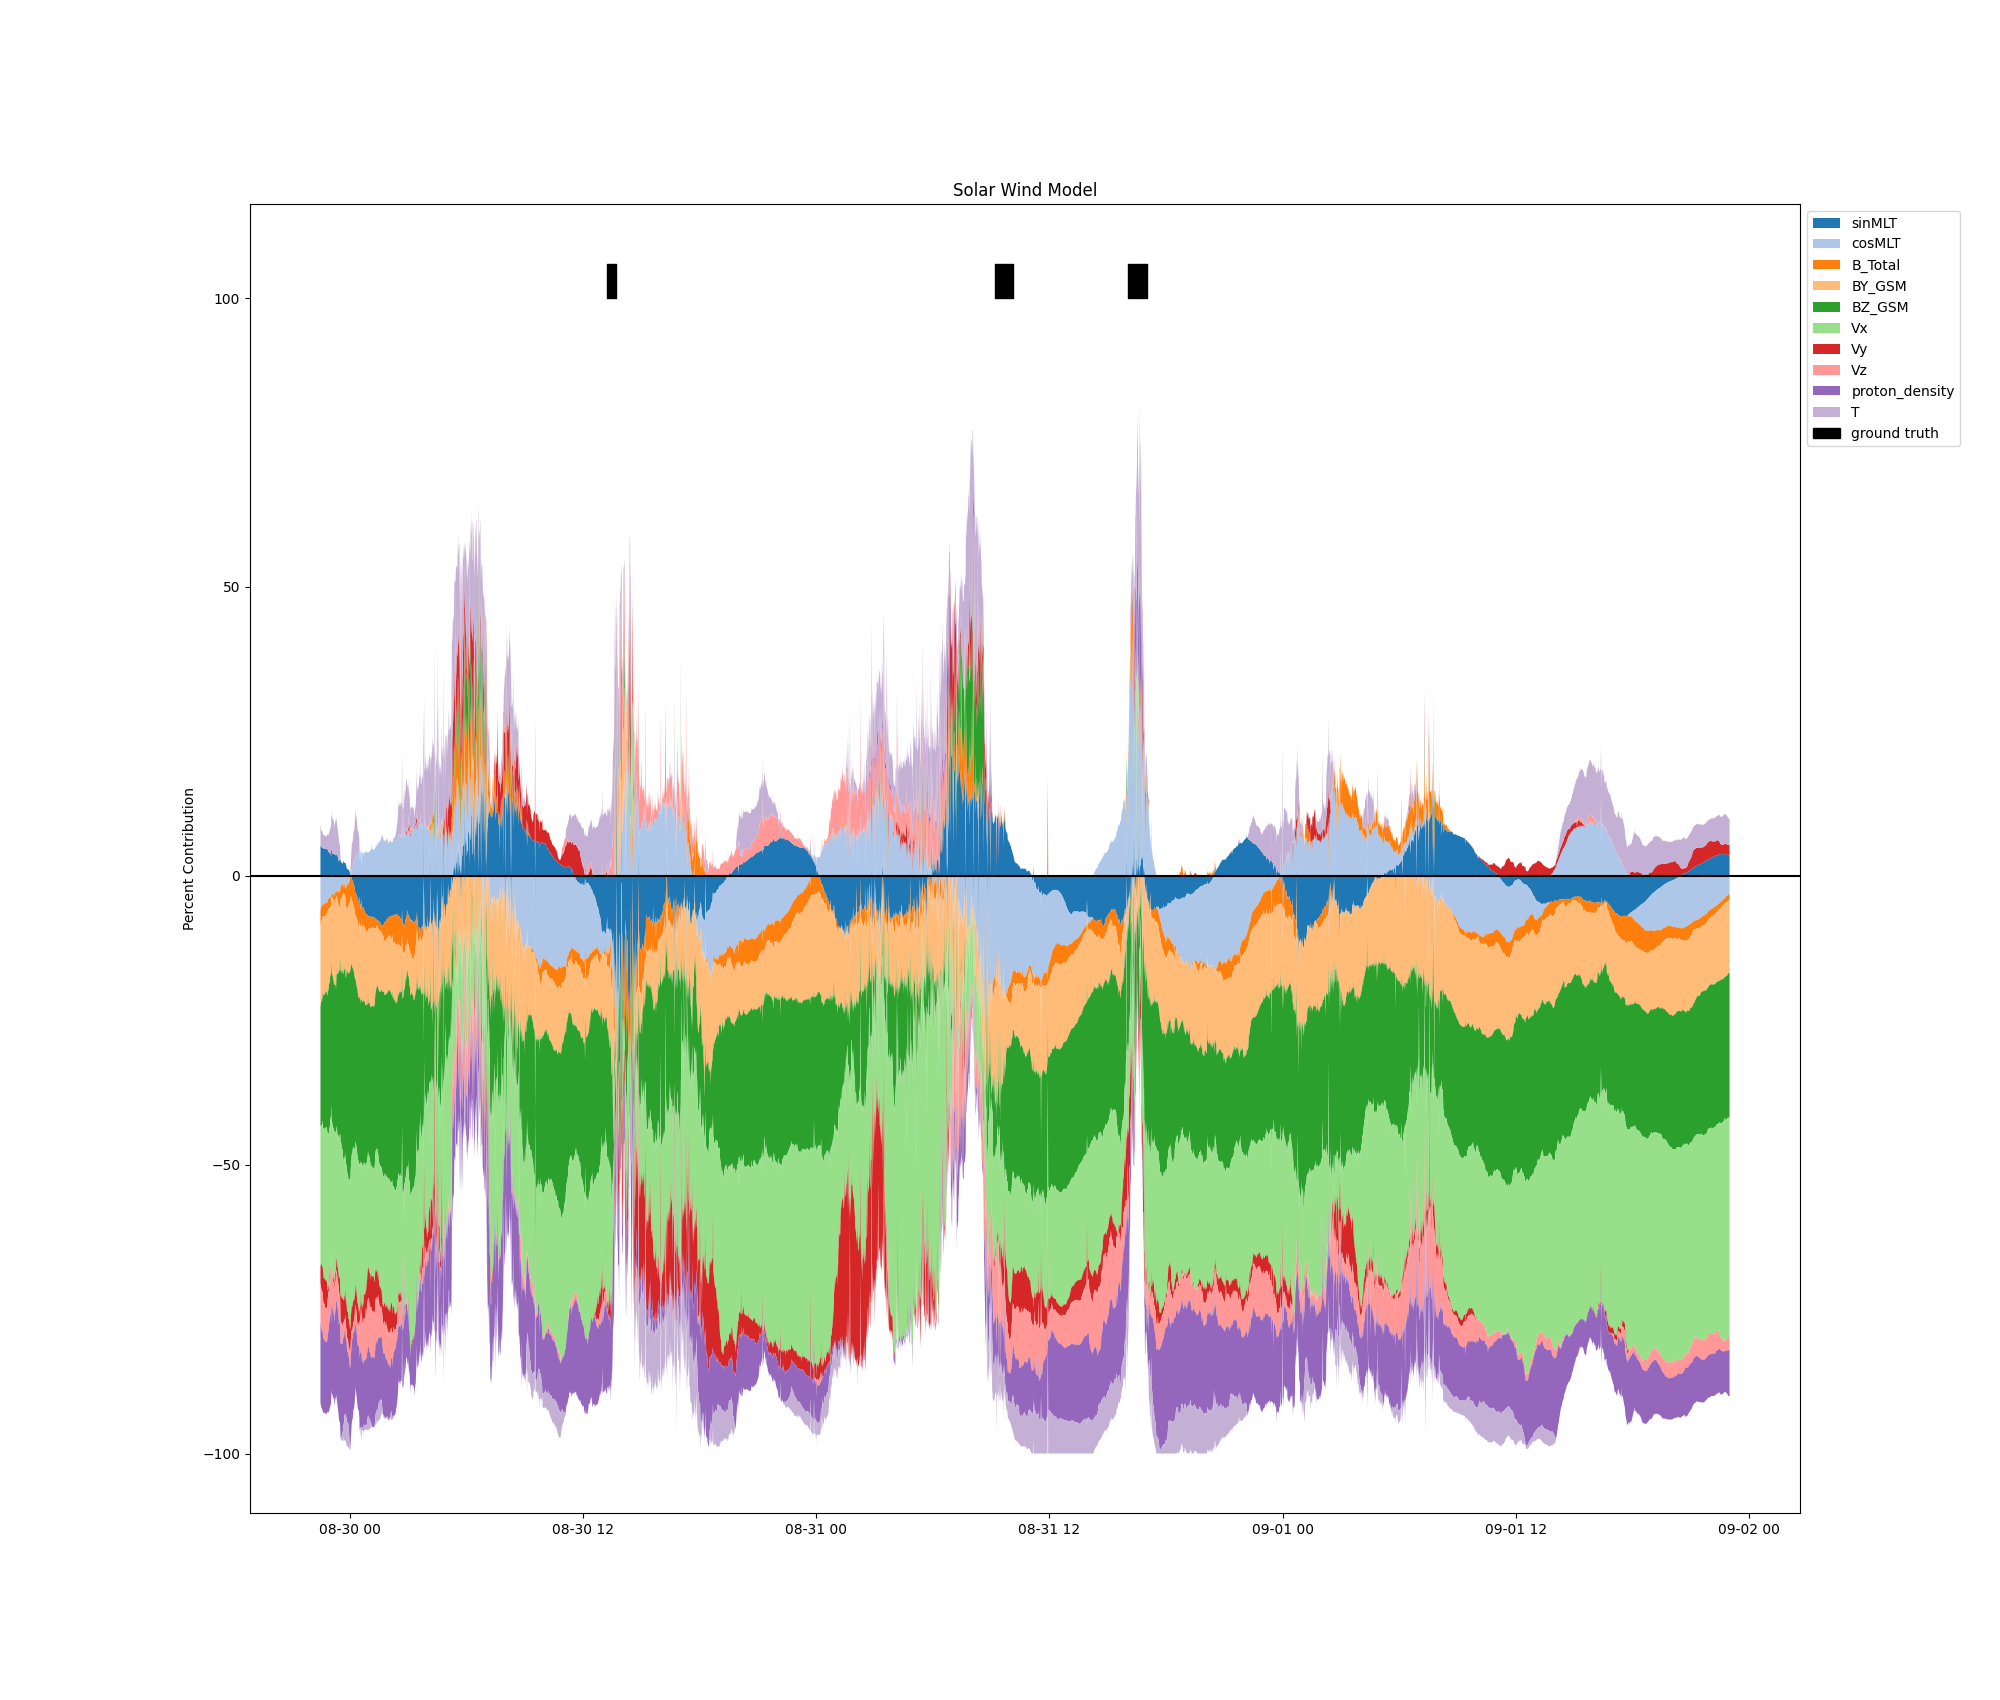 Solar Wind Model
sinMLT
cosMLT
B_Total
BY_GSM
BZ_GSM
Vx
Vy
Vz
proton_density
T
ground truth
Percent Contribution
100
50
0
−50
−100
08-30 00
08-30 12
08-31 00
08-31 12
09-01 00
09-01 12
09-02 00